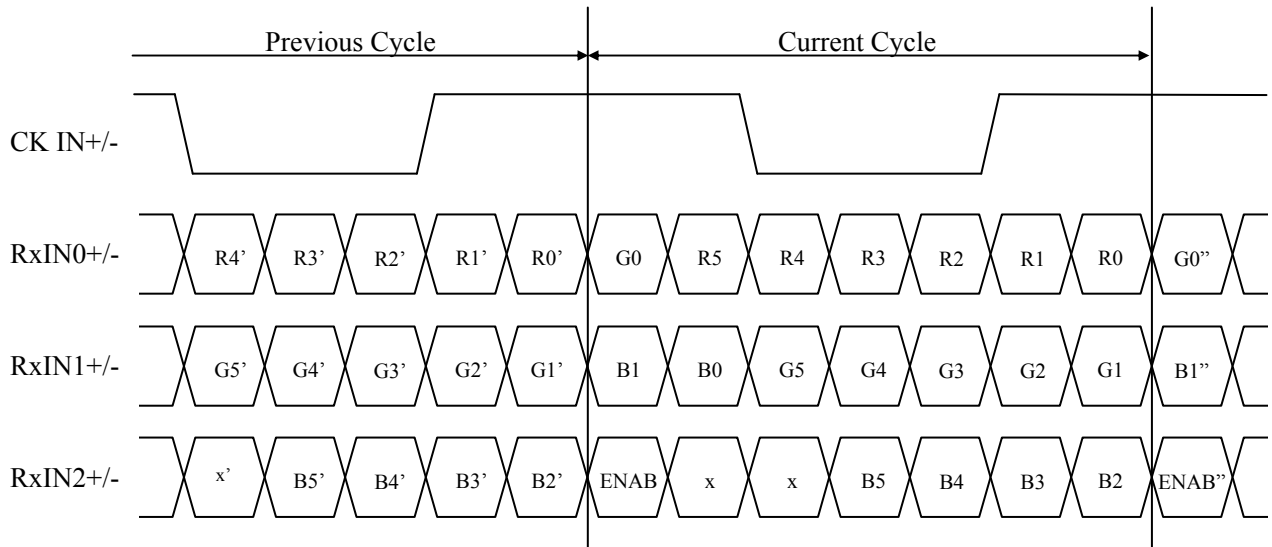 Previous Cycle Current Cycle
CK IN+/-
RxIN0+/- R4’ R3’ R2’ R1’ R0’ G0 R5 R4 R3 R2 R1 R0 G0”
RxIN1+/- G5’ G4’ G3’ G2’ G1’ B1 B0 G5 G4 G3 G2 G1 B1”
RxIN2+/- x’ B5’ B4’ B3’ B2’ ENAB x x B5 B4 B3 B2 ENAB”